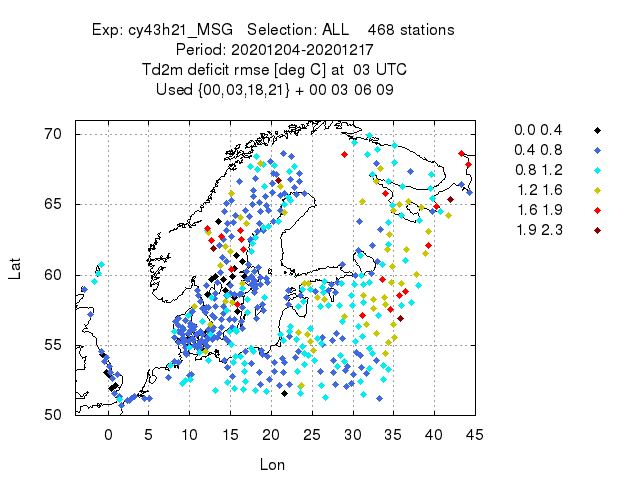 Exp: cy43h21_MSG   Selection: ALL    468 stations
Period: 20201204-20201217
Td2m deficit rmse [deg C] at  03 UTC
Used {00,03,18,21} + 00 03 06 09
0.0 0.4
0.4 0.8
0.8 1.2
1.2 1.6
1.6 1.9
1.9 2.3
70
65
60
55
50
Lat
0 5 10 15 20 25 30 35 40 45
Lon